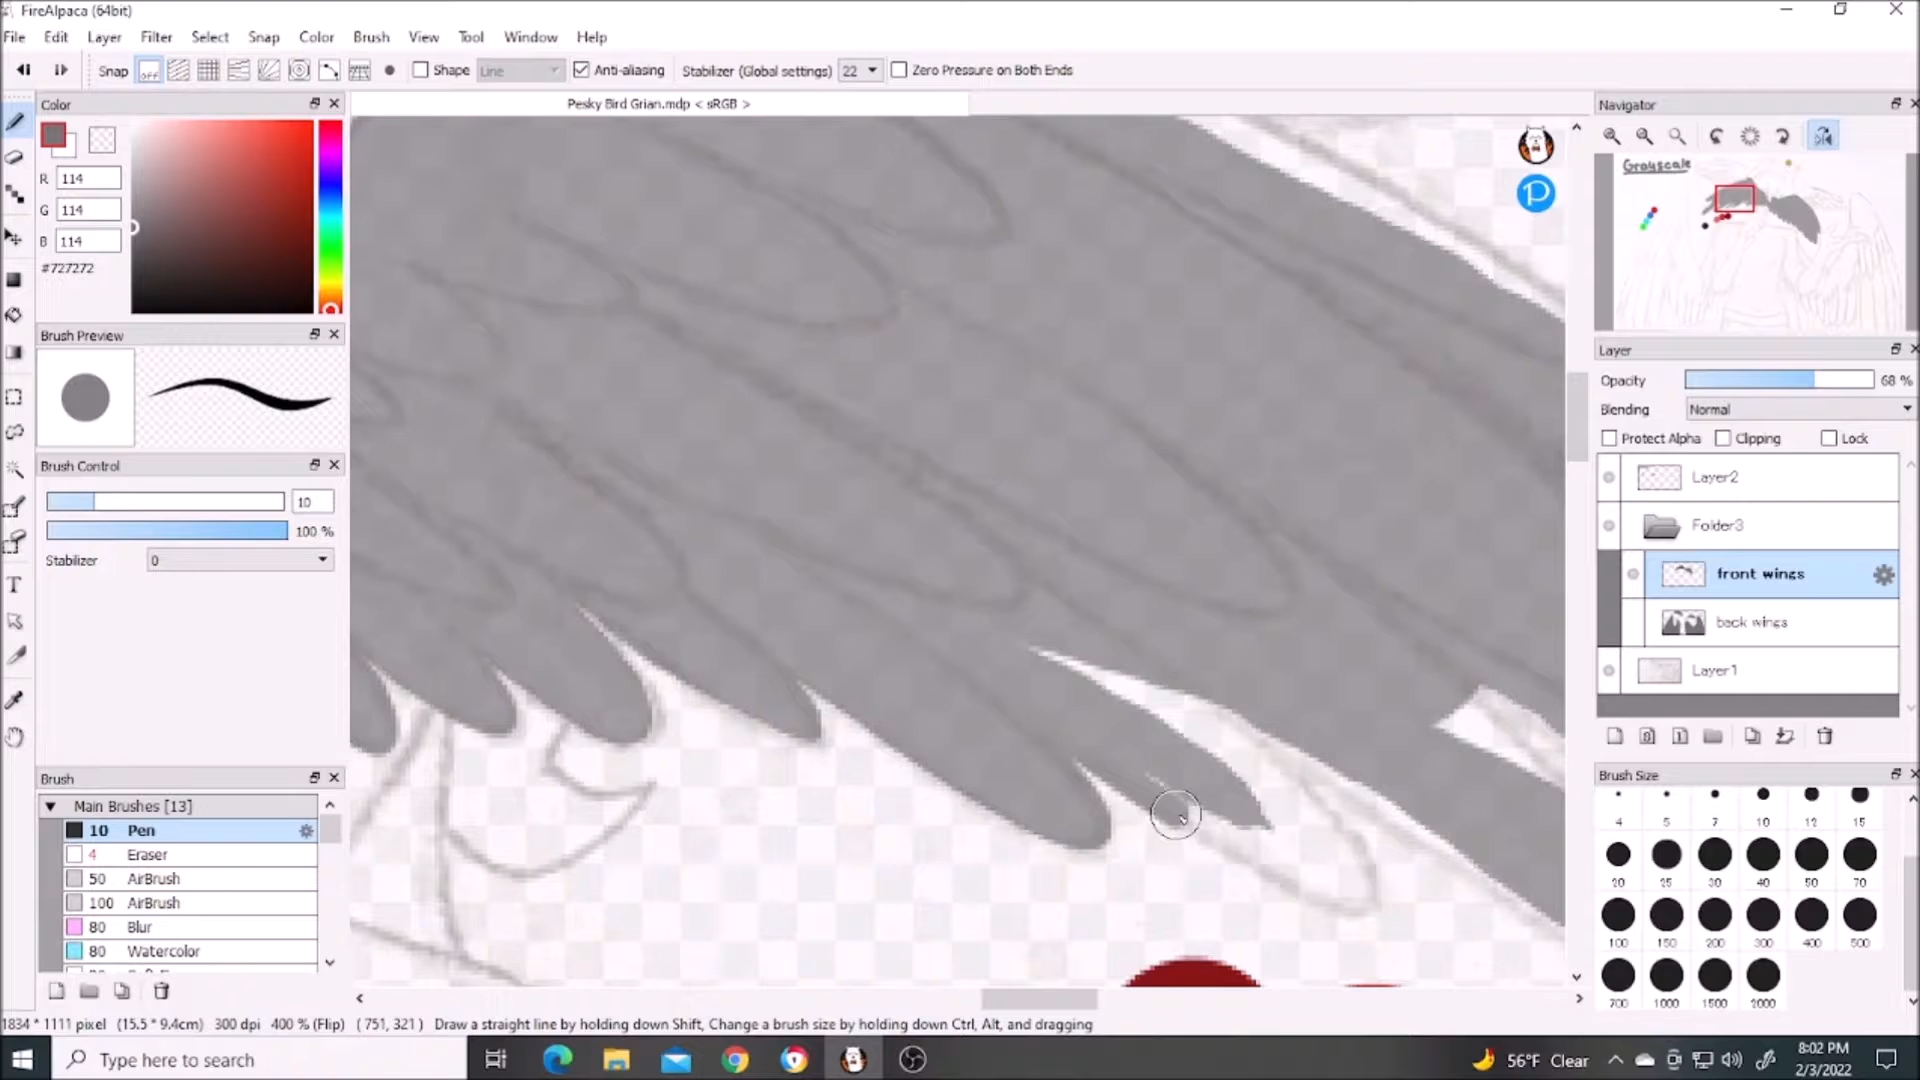 FireAlpaca (64bit)
File Edit Layer Filter Select Snap Color Brush View Tool Window Help
Snap OFF Shape Line Anti-aliasing Stabilizer (Global settings) 22 Zero Pressure on Both Ends
Color
Pesky Bird Grian.mdp < sRGB >
Navigator
R 114
G 114
B 114
#727272
Grayscale
Brush Preview
Layer
Opacity 68 %
Blending Normal
Protect Alpha Clipping Lock
Brush Control
10
100 %
Stabilizer 0
Layer2
Folder3
front wings
back wings
Layer1
Brush
Main Brushes [13]
10 Pen
4 Eraser
50 AirBrush
100 AirBrush
80 Blur
80 Watercolor
Brush Size
4 5 7 10 12 15
20 25 30 40 50 70
100 150 200 300 400 500
700 1000 1500 2000
1834 * 1111 pixel (15.5 * 9.4cm) 300 dpi 400 % (Flip) ( 751, 321 ) Draw a straight line by holding down Shift, Change a brush size by holding down Ctrl, Alt, and dragging
Type here to search
56°F Clear
8:02 PM
2/3/2022